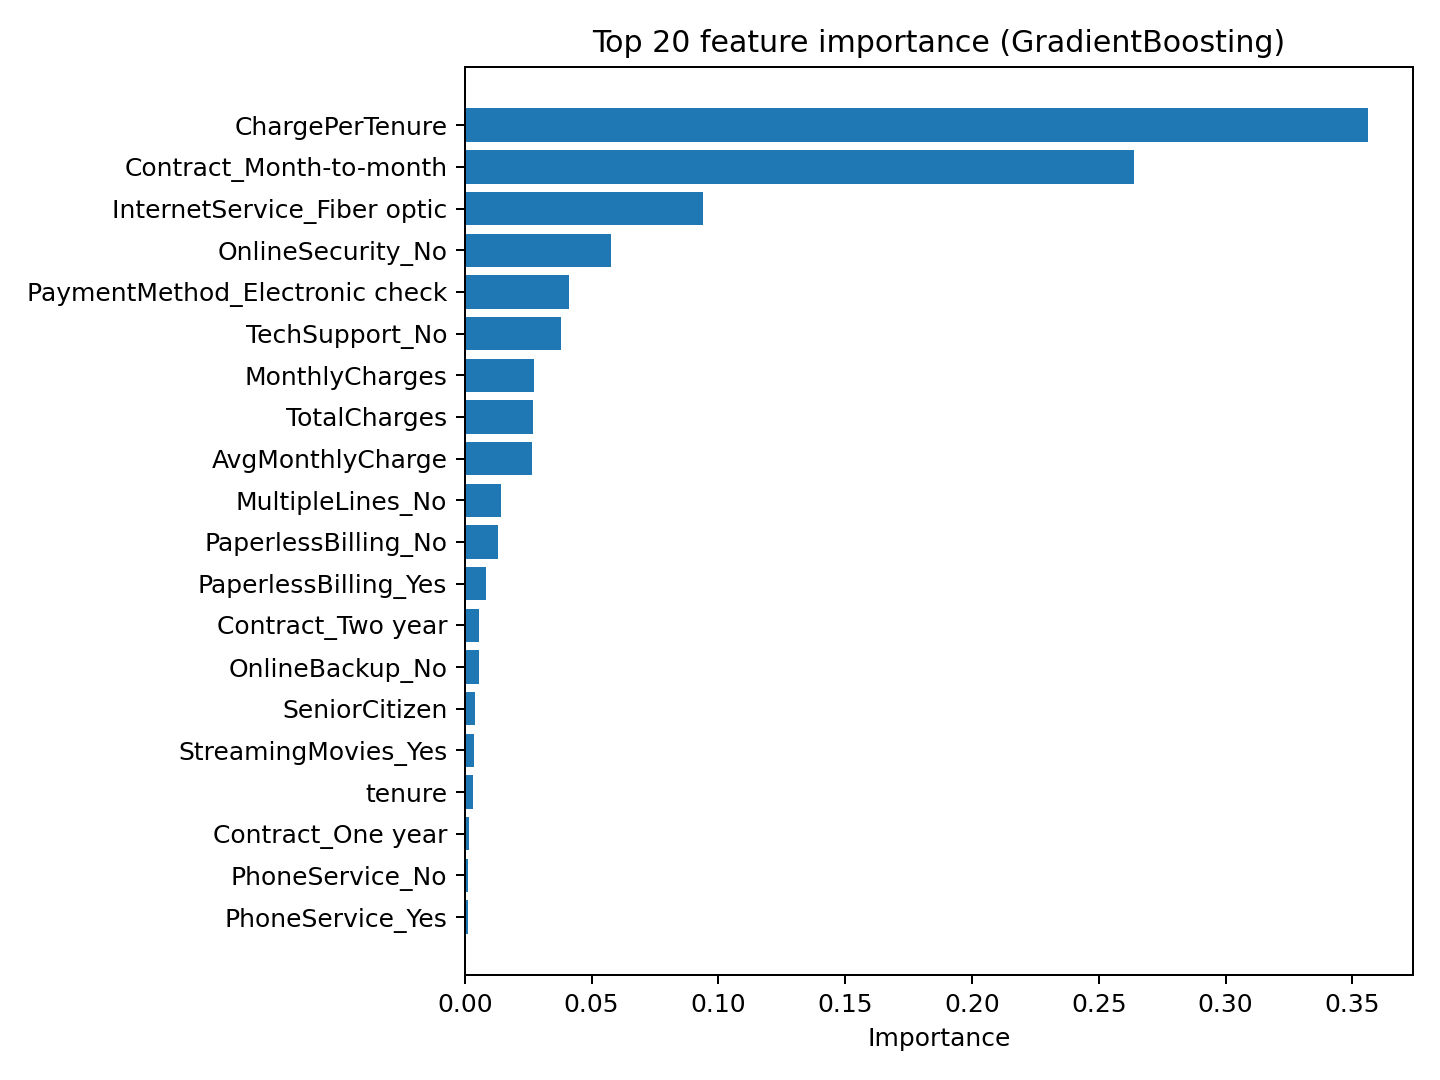 Top 20 feature importance (GradientBoosting)
ChargePerTenure
Contract_Month-to-month
InternetService_Fiber optic
OnlineSecurity_No
PaymentMethod_Electronic check
TechSupport_No
MonthlyCharges
TotalCharges
AvgMonthlyCharge
MultipleLines_No
PaperlessBilling_No
PaperlessBilling_Yes
Contract_Two year
OnlineBackup_No
SeniorCitizen
StreamingMovies_Yes
tenure
Contract_One year
PhoneService_No
PhoneService_Yes
0.00 0.05 0.10 0.15 0.20 0.25 0.30 0.35
Importance